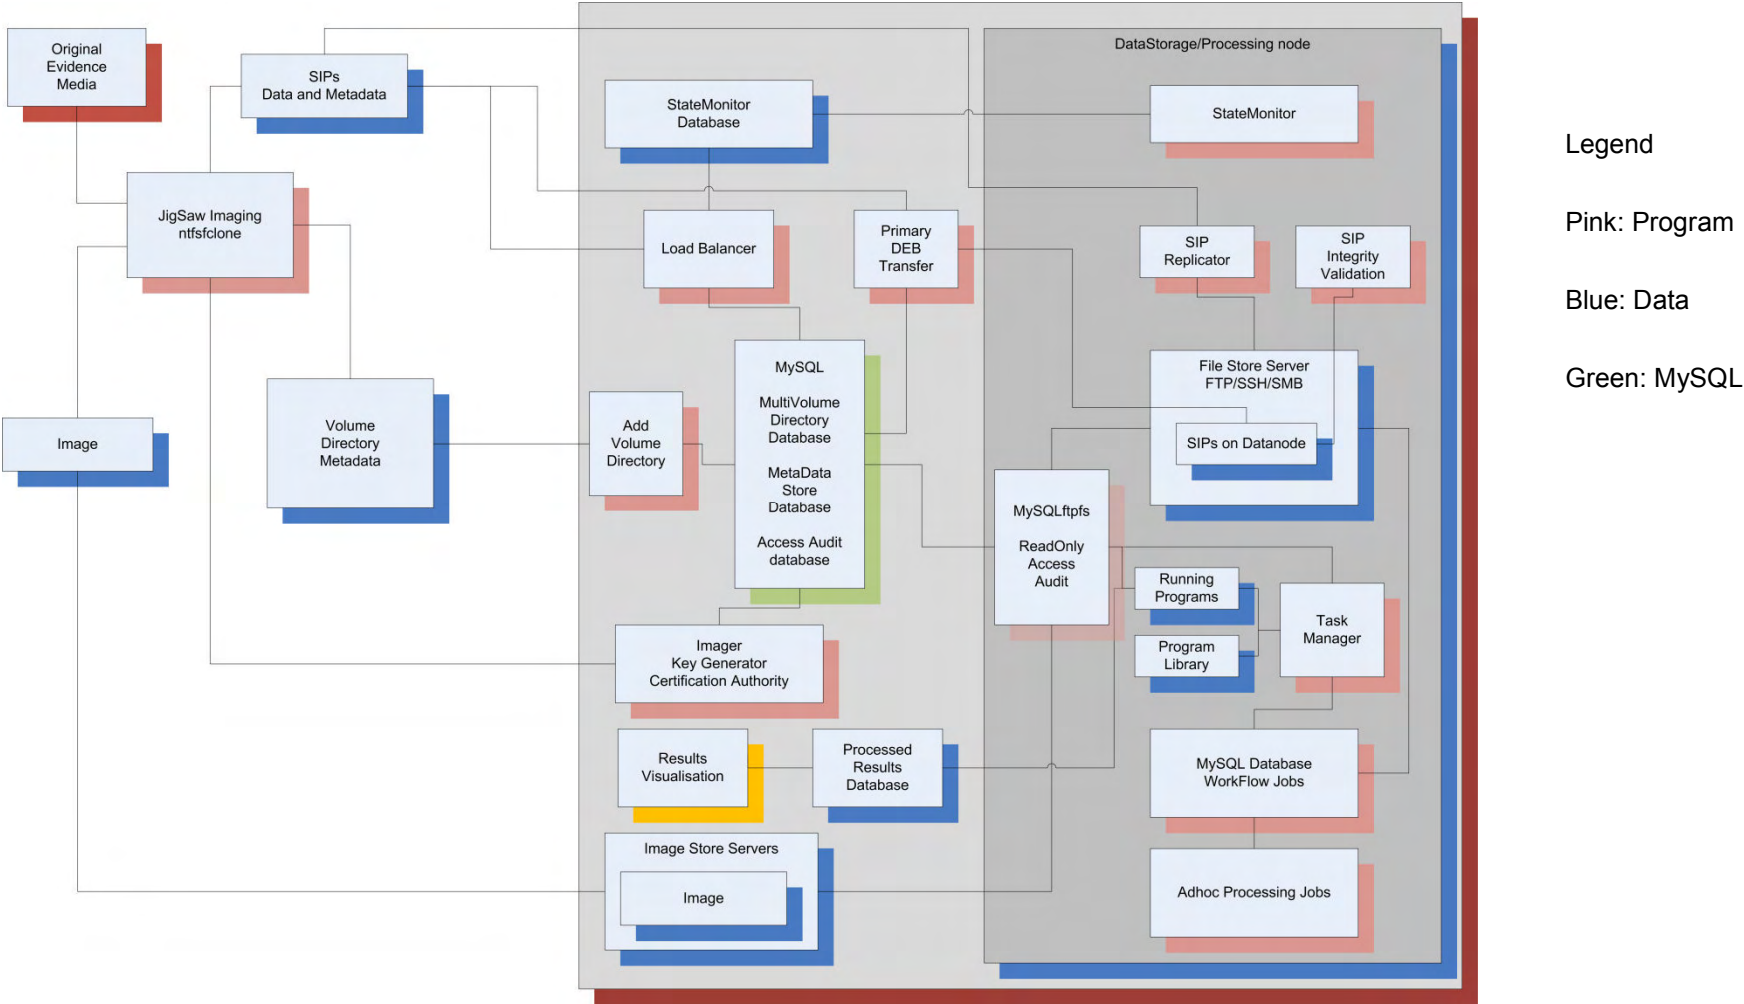 Original
Evidence
Media
SIPs
Data and Metadata
JigSaw Imaging
ntfsfclone
Image
Volume
Directory
Metadata
StateMonitor
Database
Load Balancer
Primary
DEB
Transfer
Add
Volume
Directory
MySQL
MultiVolume
Directory
Database
MetaData
Store
Database
Access Audit
database
Imager
Key Generator
Certification Authority
Results
Visualisation
Processed
Results
Database
Image Store Servers
Image
DataStorage/Processing node
StateMonitor
SIP
Replicator
SIP
Integrity
Validation
File Store Server
FTP/SSH/SMB
SIPs on Datanode
MySQLftpfs
ReadOnly
Access
Audit
Running
Programs
Program
Library
Task
Manager
MySQL Database
WorkFlow Jobs
Adhoc Processing Jobs
Legend
Pink: Program
Blue: Data
Green: MySQL